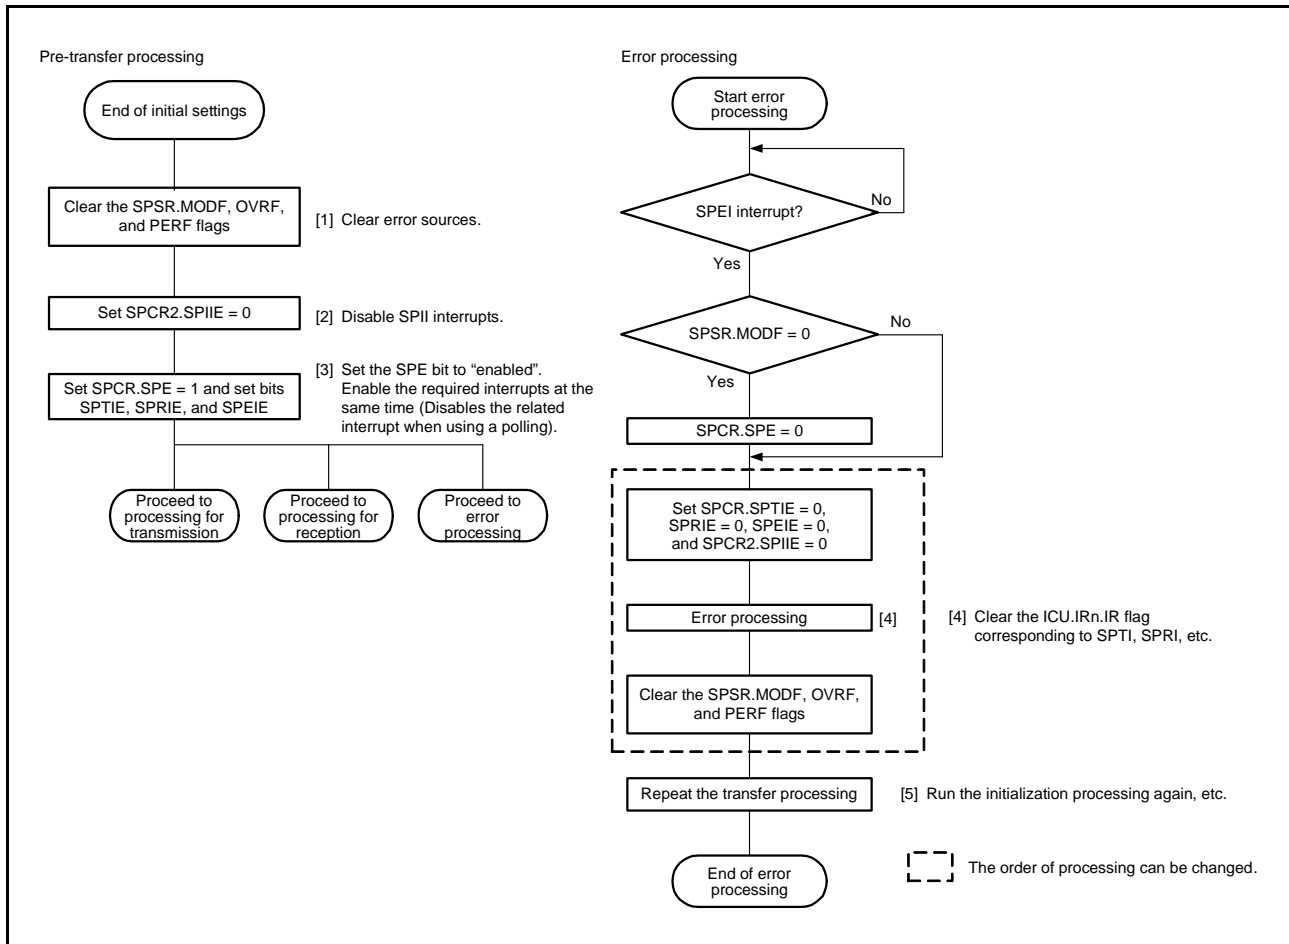 Pre-transfer processing
End of initial settings
Clear the SPSR.MODF, OVRF,
and PERF flags
[1] Clear error sources.
Set SPCR2.SPIIE = 0
[2] Disable SPII interrupts.
Set SPCR.SPE = 1 and set bits
SPTIE, SPRIE, and SPEIE
[3] Set the SPE bit to “enabled”.
Enable the required interrupts at the
same time (Disables the related
interrupt when using a polling).
Proceed to
processing for
transmission
Proceed to
processing for
reception
Proceed to
error
processing
Error processing
Start error
processing
SPEI interrupt?
No
Yes
SPSR.MODF = 0
No
Yes
SPCR.SPE = 0
Set SPCR.SPTIE = 0,
SPRIE = 0, SPEIE = 0,
and SPCR2.SPIIE = 0
Error processing
[4]
[4] Clear the ICU.IRn.IR flag
corresponding to SPTI, SPRI, etc.
Clear the SPSR.MODF, OVRF,
and PERF flags
Repeat the transfer processing
[5] Run the initialization processing again, etc.
End of error
processing
The order of processing can be changed.